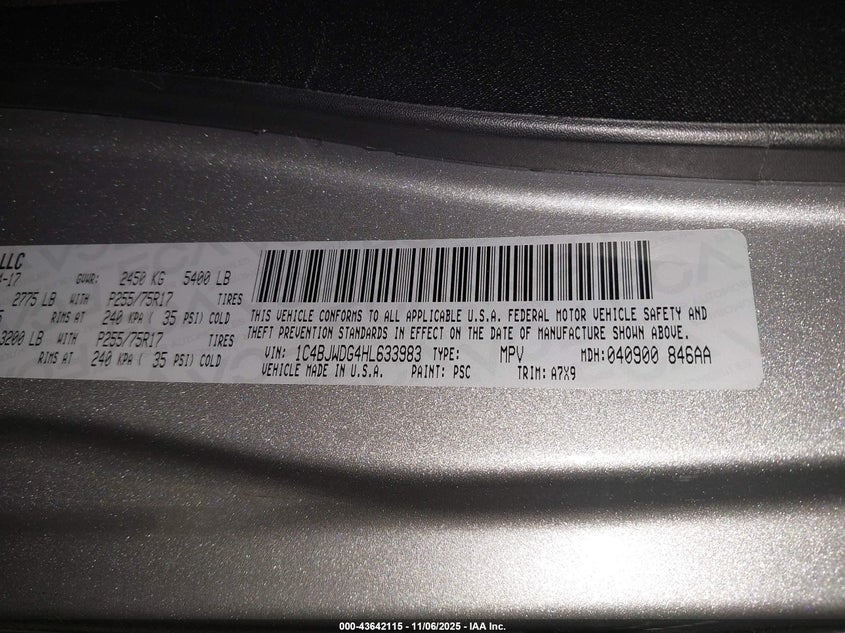 LLC
-17 GVWR: 2450 KG 5400 LB
2775 LB WITH P255/75R17 TIRES
RIMS AT 240 KPA ( 35 PSI) COLD
3200 LB WITH P255/75R17 TIRES
RIMS AT 240 KPA ( 35 PSI) COLD
THIS VEHICLE CONFORMS TO ALL APPLICABLE U.S.A. FEDERAL MOTOR VEHICLE SAFETY AND
THEFT PREVENTION STANDARDS IN EFFECT ON THE DATE OF MANUFACTURE SHOWN ABOVE.
VIN: 1C4BJWDG4HL633983 TYPE: MPV MDH:040900 846AA
VEHICLE MADE IN U.S.A. PAINT: PSC TRIM: A7X9
000-43642115 - 11/06/2025 - IAA Inc.